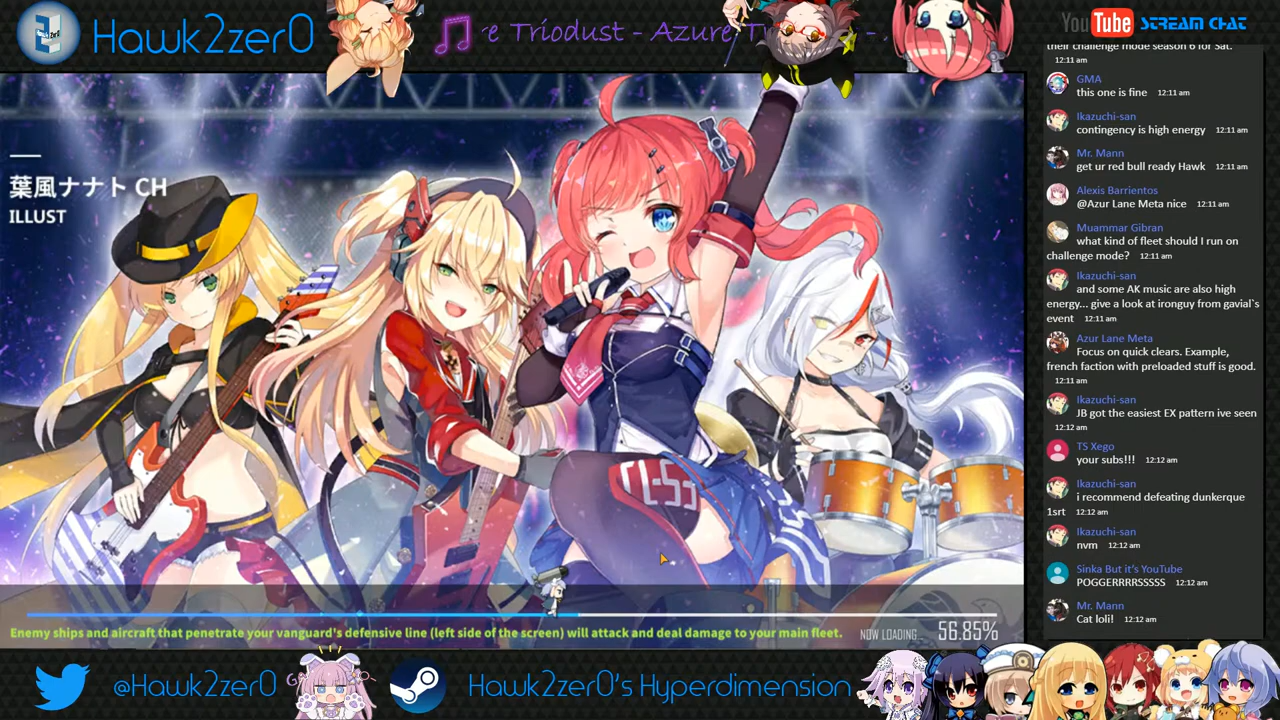 Hawk2zer0
e Triodust - Azure T
You Tube STREAM CHAT
葉風ナナト CH
ILLUST
CL-55
Enemy ships and aircraft that penetrate your vanguard's defensive line (left side of the screen) will attack and deal damage to your main fleet.
NOW LOADING...
56.85%
their challenge mode season 6 for Sat.
12:11 am
GMA
this one is fine 12:11 am
Ikazuchi-san
contingency is high energy 12:11 am
Mr. Mann
get ur red bull ready Hawk 12:11 am
Alexis Barrientos
@Azur Lane Meta nice 12:11 am
Muammar Gibran
what kind of fleet should I run on
challenge mode? 12:11 am
Ikazuchi-san
and some AK music are also high
energy... give a look at ironguy from gavial`s
event 12:11 am
Azur Lane Meta
Focus on quick clears. Example,
french faction with preloaded stuff is good.
12:11 am
Ikazuchi-san
JB got the easiest EX pattern ive seen
12:12 am
TS Xego
your subs!!! 12:12 am
Ikazuchi-san
i recommend defeating dunkerque
1srt 12:12 am
Ikazuchi-san
nvm 12:12 am
Sinka But it's YouTube
POGGERRRRSSSSS 12:12 am
Mr. Mann
Cat loli! 12:12 am
@Hawk2zer0
Hawk2zer0's Hyperdimension